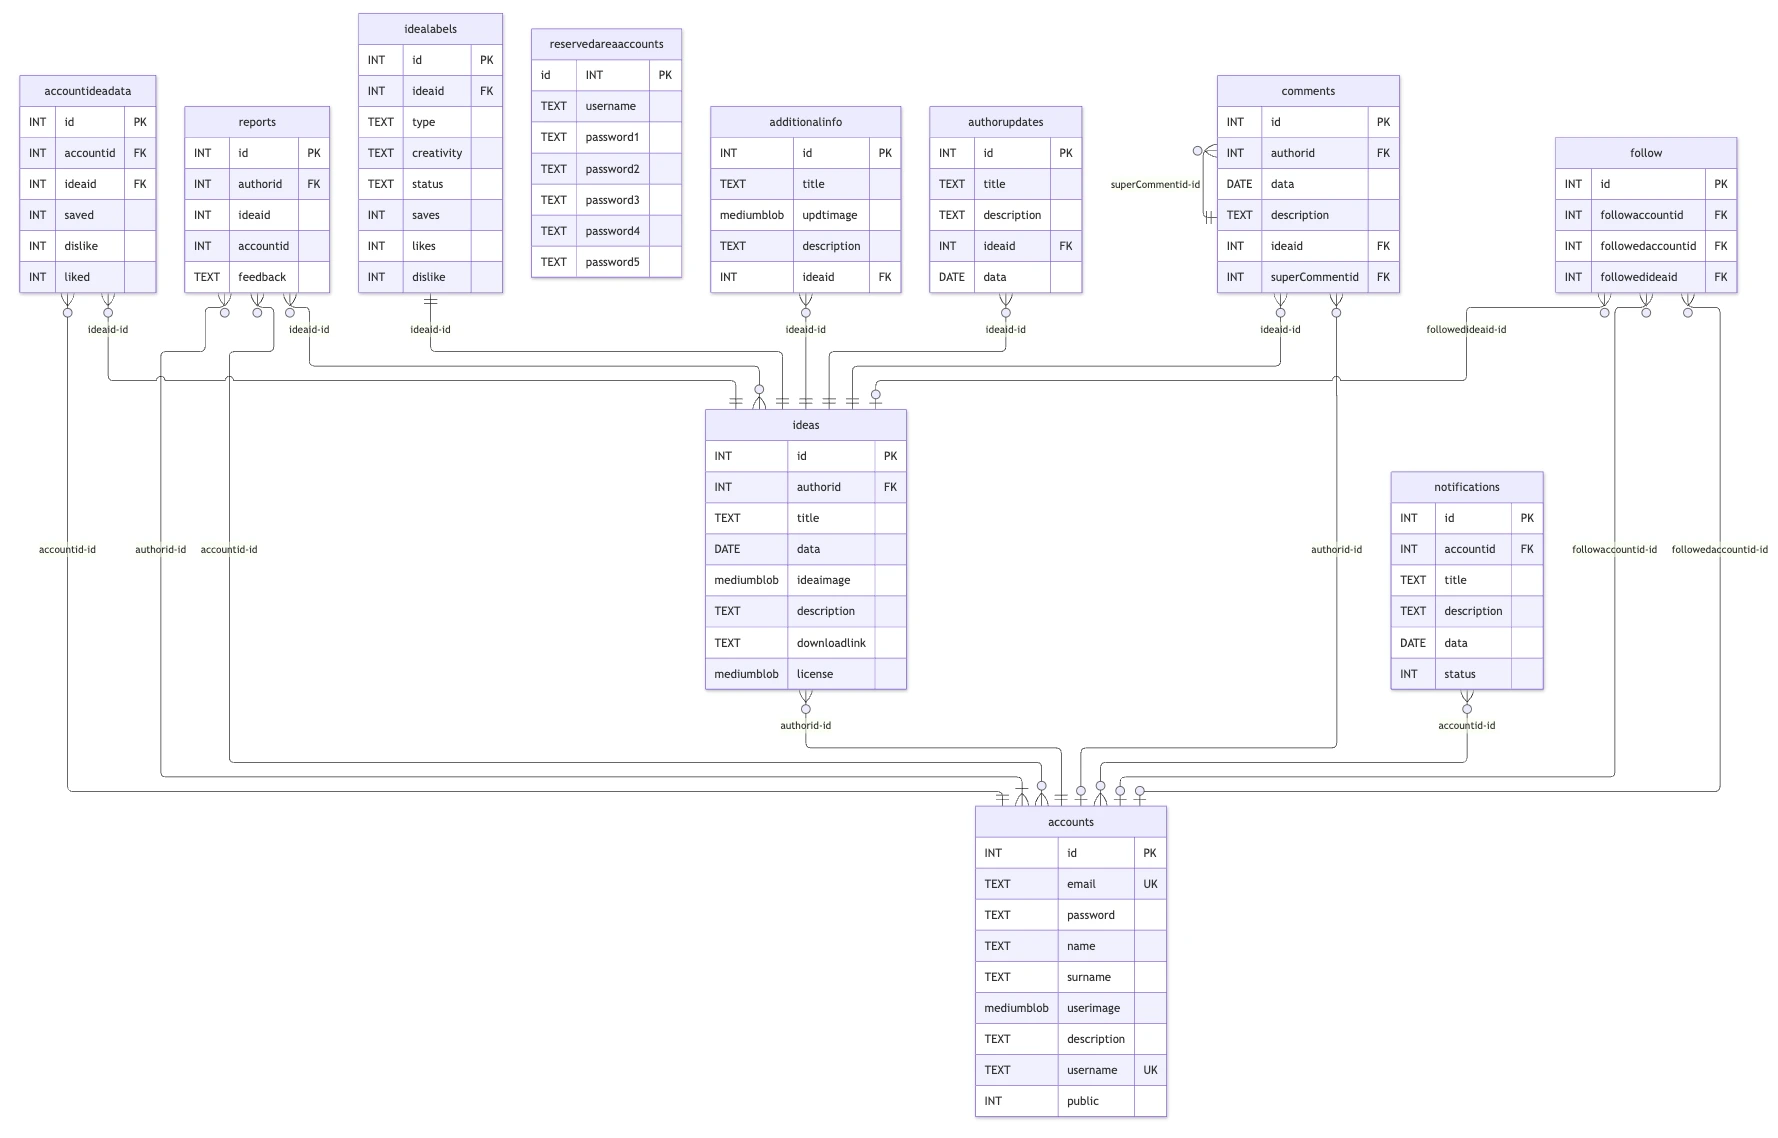 accountideadata
INT id PK
INT accountid FK
INT ideaid FK
INT saved
INT dislike
INT liked
reports
INT id PK
INT authorid FK
INT ideaid
INT accountid
TEXT feedback
idealabels
INT id PK
INT ideaid FK
TEXT type
TEXT creativity
TEXT status
INT saves
INT likes
INT dislike
reservedareaaccounts
id INT PK
TEXT username
TEXT password1
TEXT password2
TEXT password3
TEXT password4
TEXT password5
additionalinfo
INT id PK
TEXT title
mediumblob updtimage
TEXT description
INT ideaid FK
authorupdates
INT id PK
TEXT title
TEXT description
INT ideaid FK
DATE data
comments
INT id PK
INT authorid FK
DATE data
TEXT description
INT ideaid FK
INT superCommentid FK
superCommentid-id
follow
INT id PK
INT followaccountid FK
INT followedaccountid FK
INT followedideaid FK
ideaid-id
ideaid-id
ideaid-id
ideaid-id
ideaid-id
ideaid-id
followedideaid-id
ideas
INT id PK
INT authorid FK
TEXT title
DATE data
mediumblob ideaimage
TEXT description
TEXT downloadlink
mediumblob license
notifications
INT id PK
INT accountid FK
TEXT title
TEXT description
DATE data
INT status
accountid-id
authorid-id
accountid-id
authorid-id
followaccountid-id
followedaccountid-id
authorid-id
accountid-id
accounts
INT id PK
TEXT email UK
TEXT password
TEXT name
TEXT surname
mediumblob userimage
TEXT description
TEXT username UK
INT public